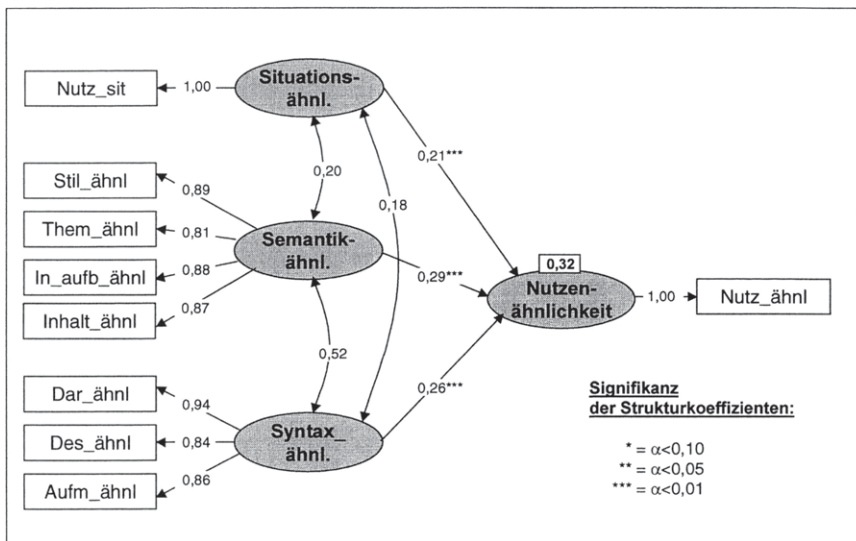 Situations-
ähnl.
Nutz_sit
1,00
0,21***
0,20
0,18
Stil_ähnl
0,89
Them_ähnl
0,81
Semantik-
ähnl.
In_aufb_ähnl
0,88
Inhalt_ähnl
0,87
0,29***
0,32
Nutzen-
ähnlichkeit
1,00
Nutz_ähnl
0,52
0,26***
Dar_ähnl
0,94
Des_ähnl
0,84
Syntax_
ähnl.
Aufm_ähnl
0,86
Signifikanz
der Strukturkoeffizienten:
* = α<0,10
** = α<0,05
*** = α<0,01